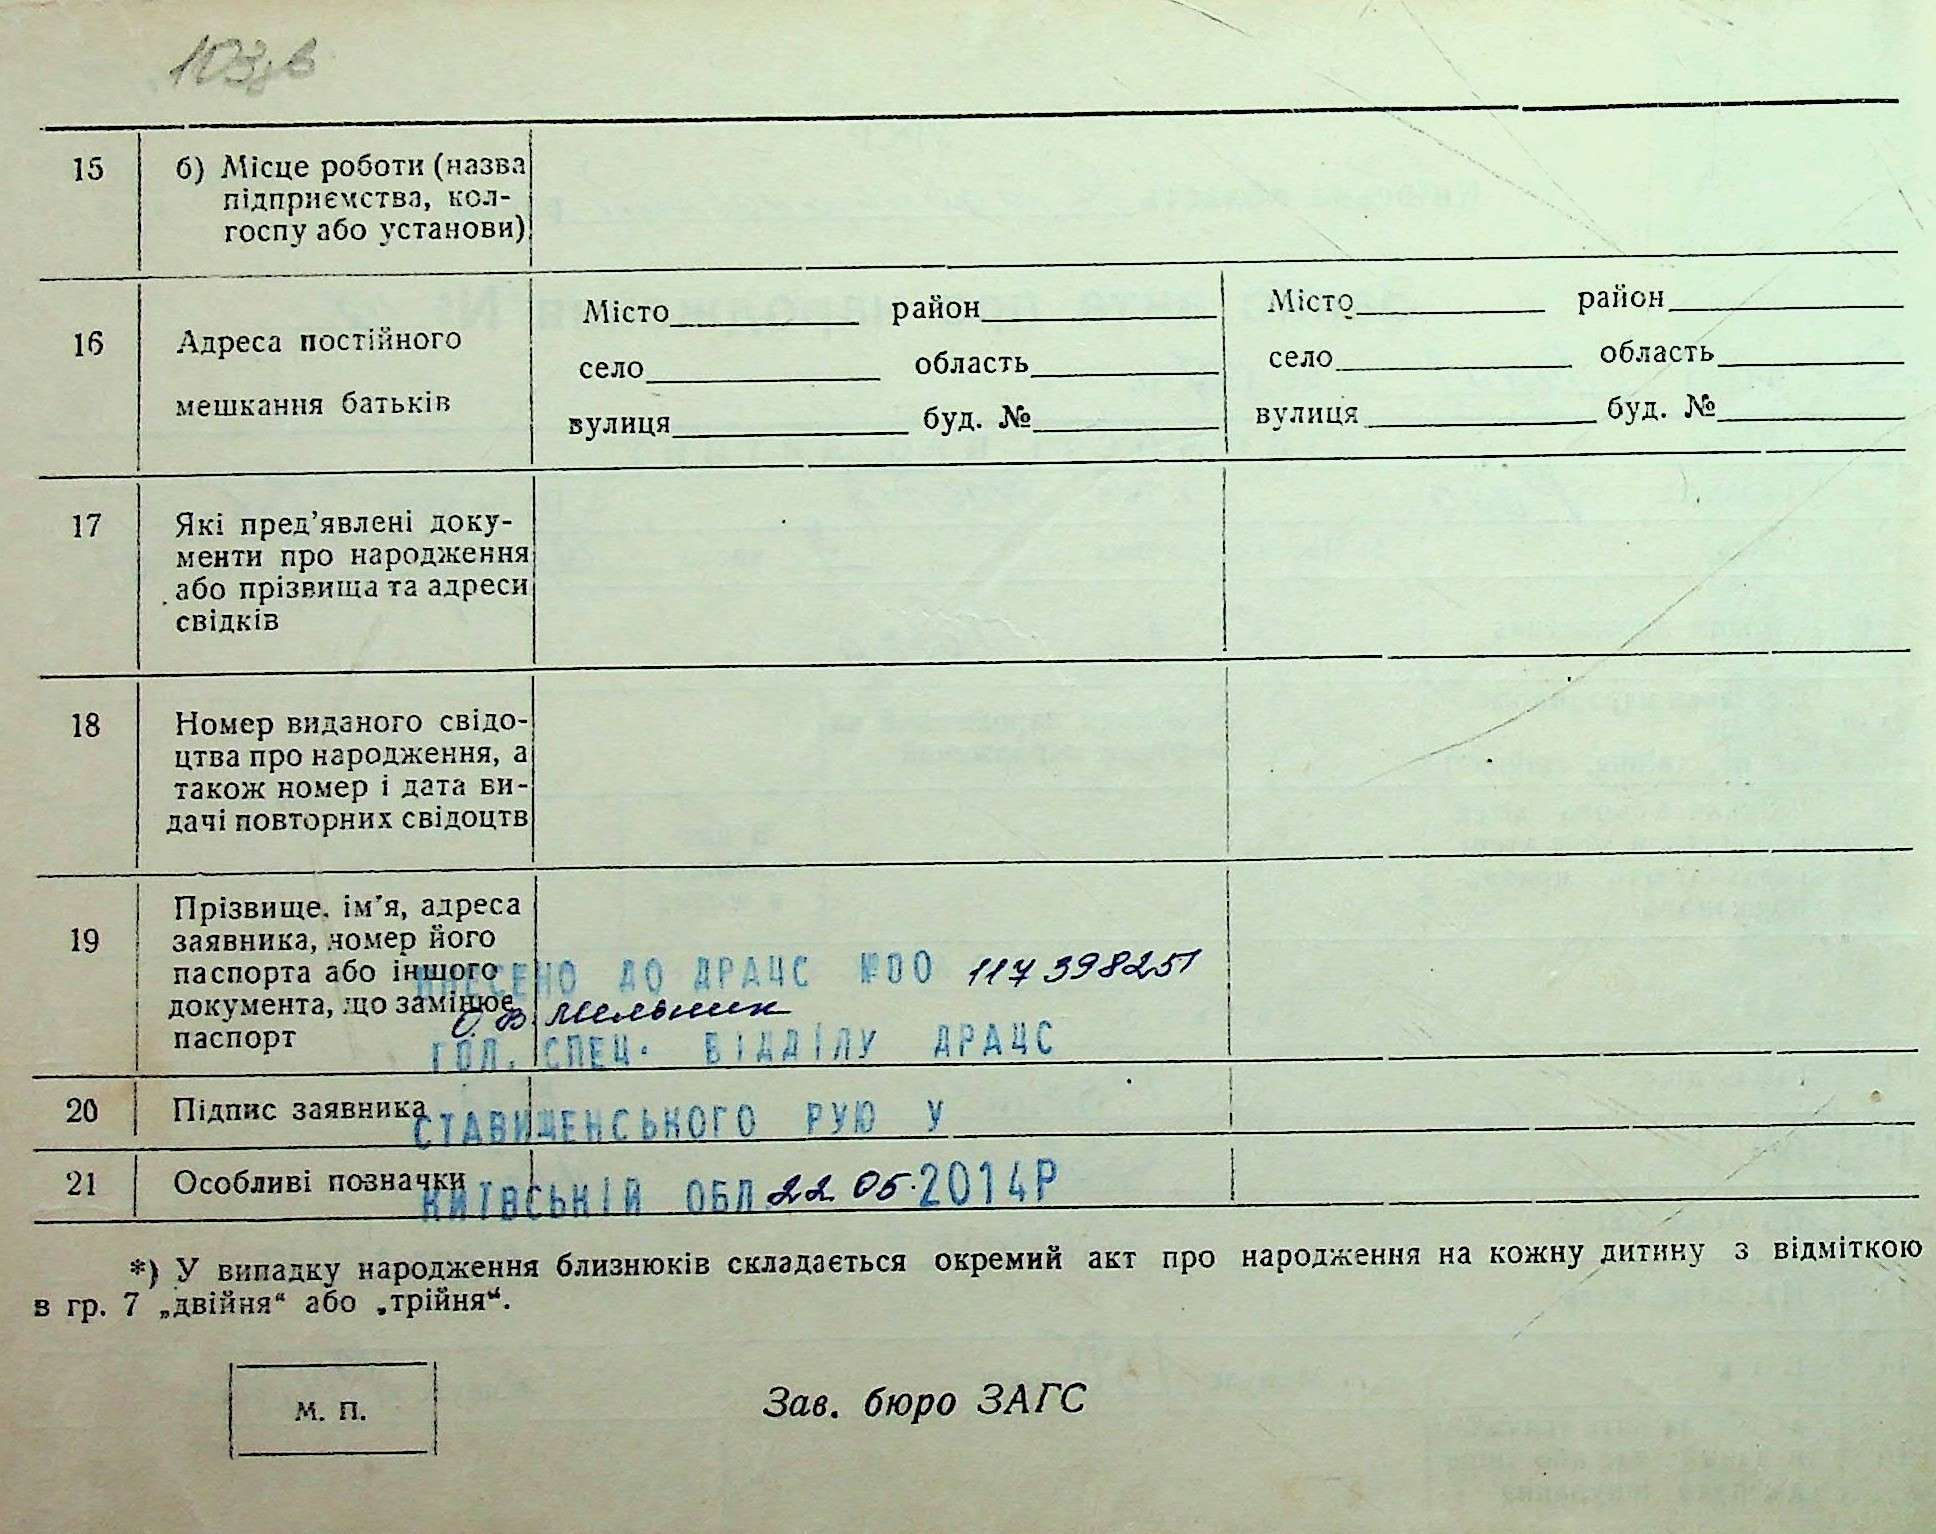 103зв
15 б) Місце роботи (назва
підприємства, кол-
госпу або установи)
Місто район Місто район
16 Адреса постійного
село область село область
мешкання батьків
вулиця буд. № вулиця буд. №
17 Які пред’явлені доку-
менти про народження
або прізвища та адреси
свідків
18 Номер виданого свідо-
цтва про народження, а
також номер і дата ви-
дачі повторних свідоцтв
19 Прізвище, ім’я, адреса
заявника, номер його
паспорта або іншого
документа, що замінює
паспорт
ВНЕСЕНО ДО ДРАЦС №00 117398251
О. В. Мельник
ГОЛ. СПЕЦ. ВІДДІЛУ ДРАЦС
20 Підпис заявника
СТАВИЩЕНСЬКОГО РУЮ У
21 Особливі позначки
КИЇВСЬКІЙ ОБЛ. 22 05. 2014Р
*) У випадку народження близнюків складається окремий акт про народження на кожну дитину з відміткою
в гр. 7 „двійня“ або „трійня“.
М. П.
Зав. бюро ЗАГС